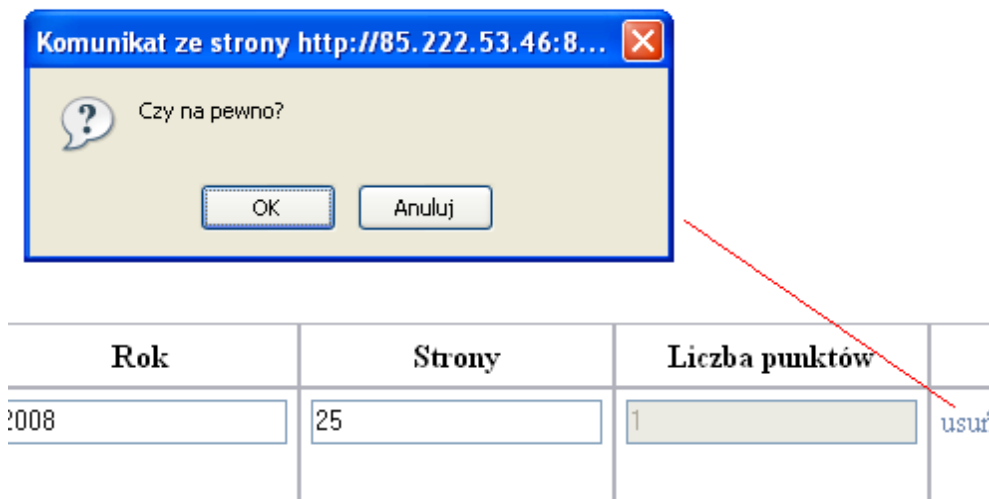 Komunikat ze strony http://85.222.53.46:8...
Czy na pewno?
OK Anuluj
Rok Strony Liczba punktów
2008 25 1 usuń